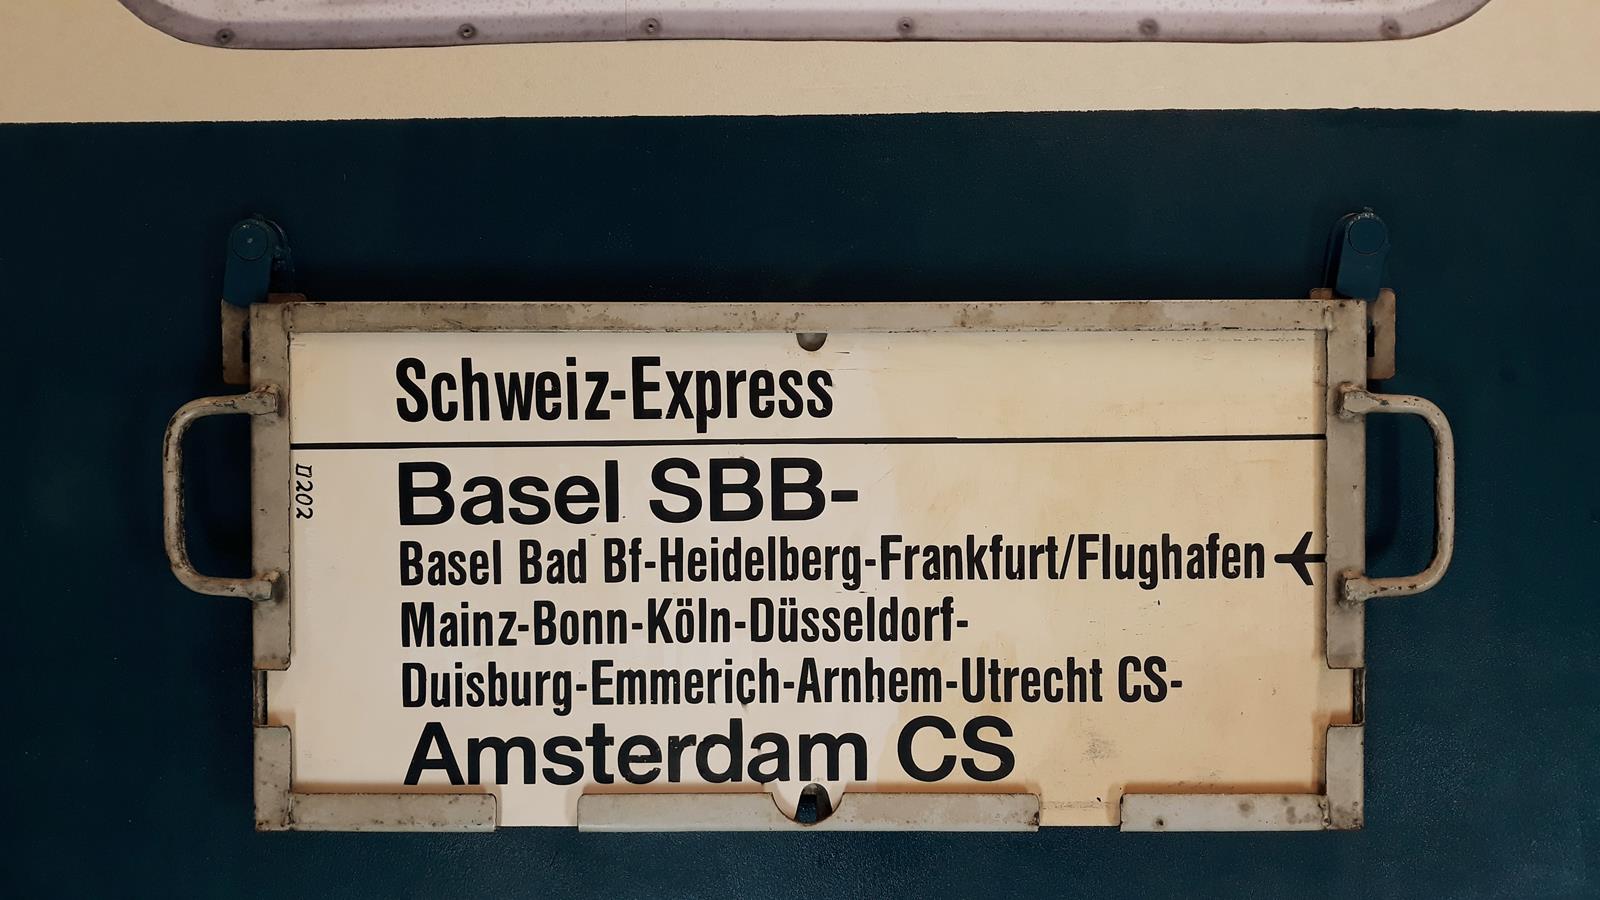 Schweiz-Express
Basel SBB-
Basel Bad Bf-Heidelberg-Frankfurt/Flughafen
Mainz-Bonn-Köln-Düsseldorf-
Duisburg-Emmerich-Arnhem-Utrecht CS-
Amsterdam CS